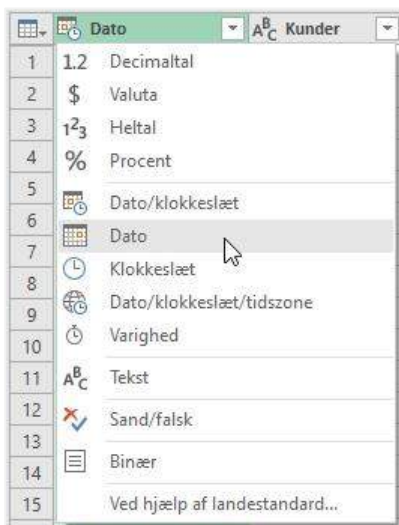 Dato ABC Kunder
1 1.2 Decimaltal
2 $ Valuta
3 123 Heltal
4 % Procent
5
6 Dato/klokkeslæt
7 Dato
8 Klokkeslæt
9 Dato/klokkeslæt/tidszone
10 Varighed
11 ABC Tekst
12 Sand/falsk
13
14 Binær
15 Ved hjælp af landestandard...